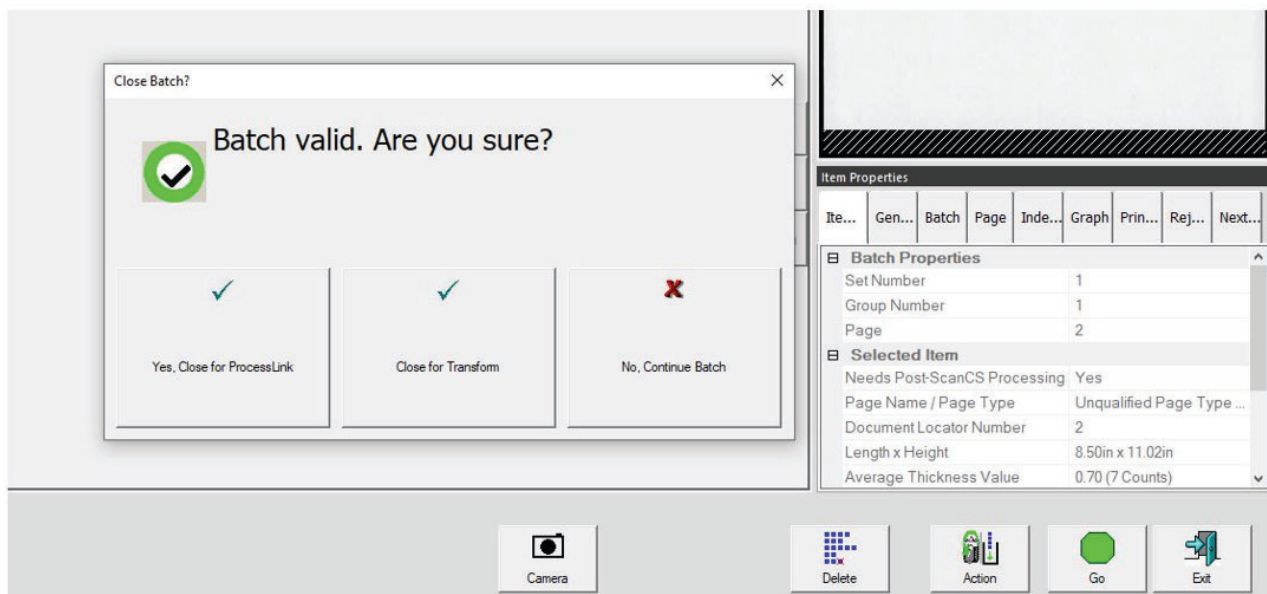 Close Batch?
Batch valid. Are you sure?
Yes, Close for ProcessLink
Close for Transform
No, Continue Batch
Item Properties
Ite... Gen... Batch Page Inde... Graph Prin... Rej... Next...
Batch Properties
Set Number 1
Group Number 1
Page 2
Selected Item
Needs Post-ScanCS Processing Yes
Page Name / Page Type Unqualified Page Type ...
Document Locator Number 2
Length x Height 8.50in x 11.02in
Average Thickness Value 0.70 (7 Counts)
Camera
Delete
Action
Go
Exit